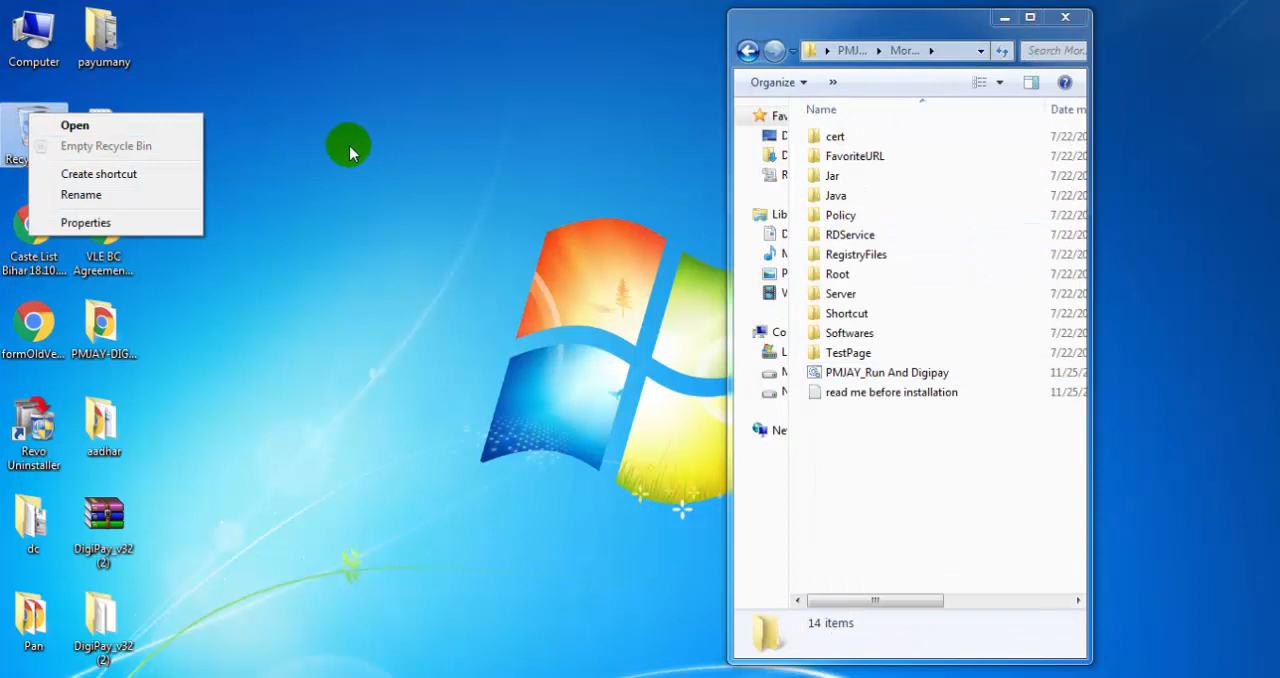 Computer
payumany
Open
Empty Recycle Bin
Create shortcut
Rename
Properties
Caste List
Bihar 18.10....
VLE BC
Agreemen...
formOldVe...
PMJAY-DIG...
Revo
Uninstaller
aadhar
dc
DigiPay_v32
(2)
Pan
DigiPay_v32
(2)
PMJ...
Mor...
Search Mor...
Organize
»
Name
Date m
Fav
Lib
Co
Ne
cert
7/22/20
FavoriteURL
7/22/20
Jar
7/22/20
Java
7/22/20
Policy
7/22/20
RDService
7/22/20
RegistryFiles
7/22/20
Root
7/22/20
Server
7/22/20
Shortcut
7/22/20
Softwares
7/22/20
TestPage
7/22/20
PMJAY_Run And Digipay
11/25/2
read me before installation
11/25/2
14 items